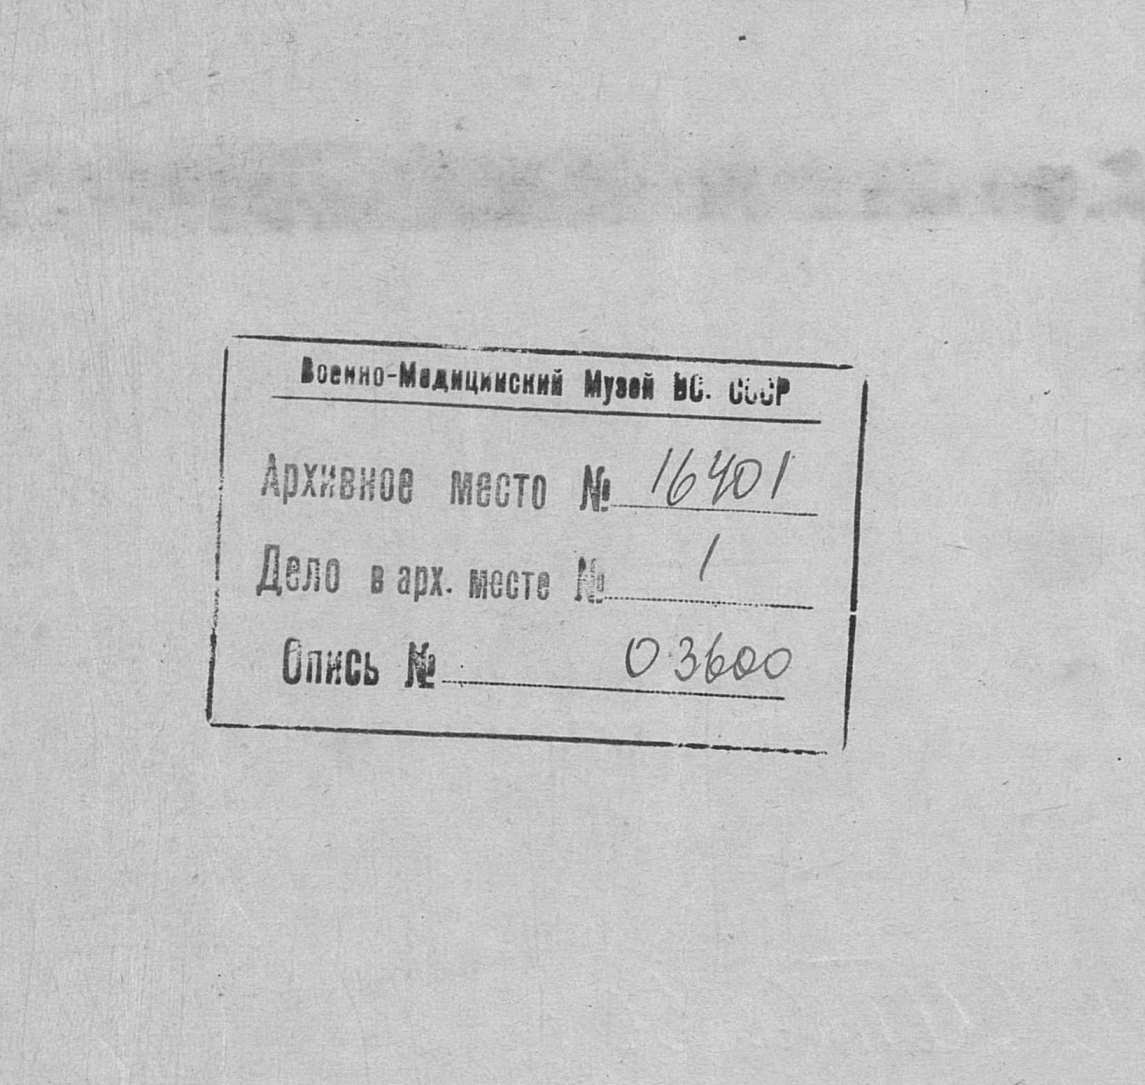 Военно-Медицинский Музей ВС. СССР
Архивное место № 16401
Дело в арх. месте № 1
Опись № 03600